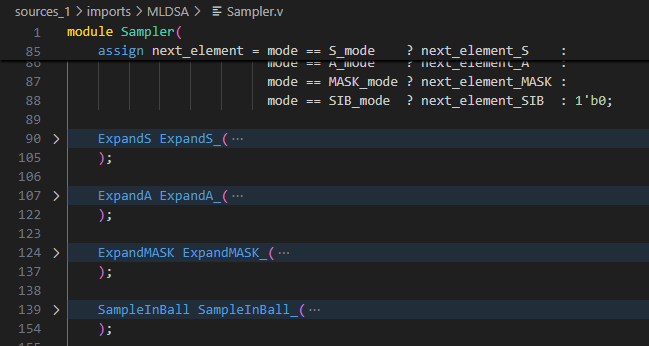 sources_1 > imports > MLDSA > Sampler.v
1 module Sampler(
85 assign next_element = mode == S_mode ? next_element_S :
86 mode == A_mode ? next_element_A :
87 mode == MASK_mode ? next_element_MASK :
88 mode == SIB_mode ? next_element_SIB : 1'b0;
89
90 > ExpandS ExpandS_( ⋯
105 );
106
107 > ExpandA ExpandA_( ⋯
122 );
123
124 > ExpandMASK ExpandMASK_( ⋯
137 );
138
139 > SampleInBall SampleInBall_( ⋯
154 );
155